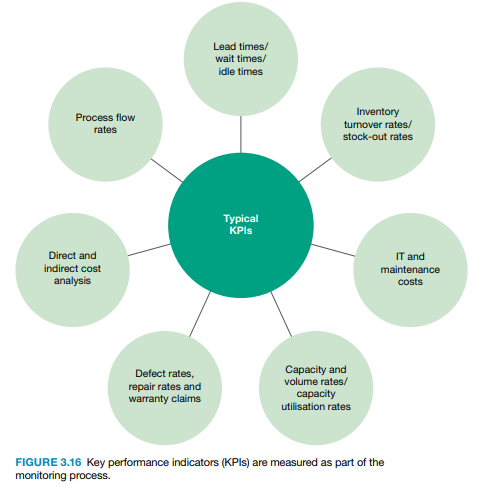 Lead times/
wait times/
idle times
Process flow
rates
Inventory
turnover rates/
stock-out rates
Typical
KPIs
Direct and
indirect cost
analysis
IT and
maintenance
costs
Defect rates,
repair rates and
warranty claims
Capacity and
volume rates/
capacity
utilisation rates
FIGURE 3.16 Key performance indicators (KPIs) are measured as part of the
monitoring process.